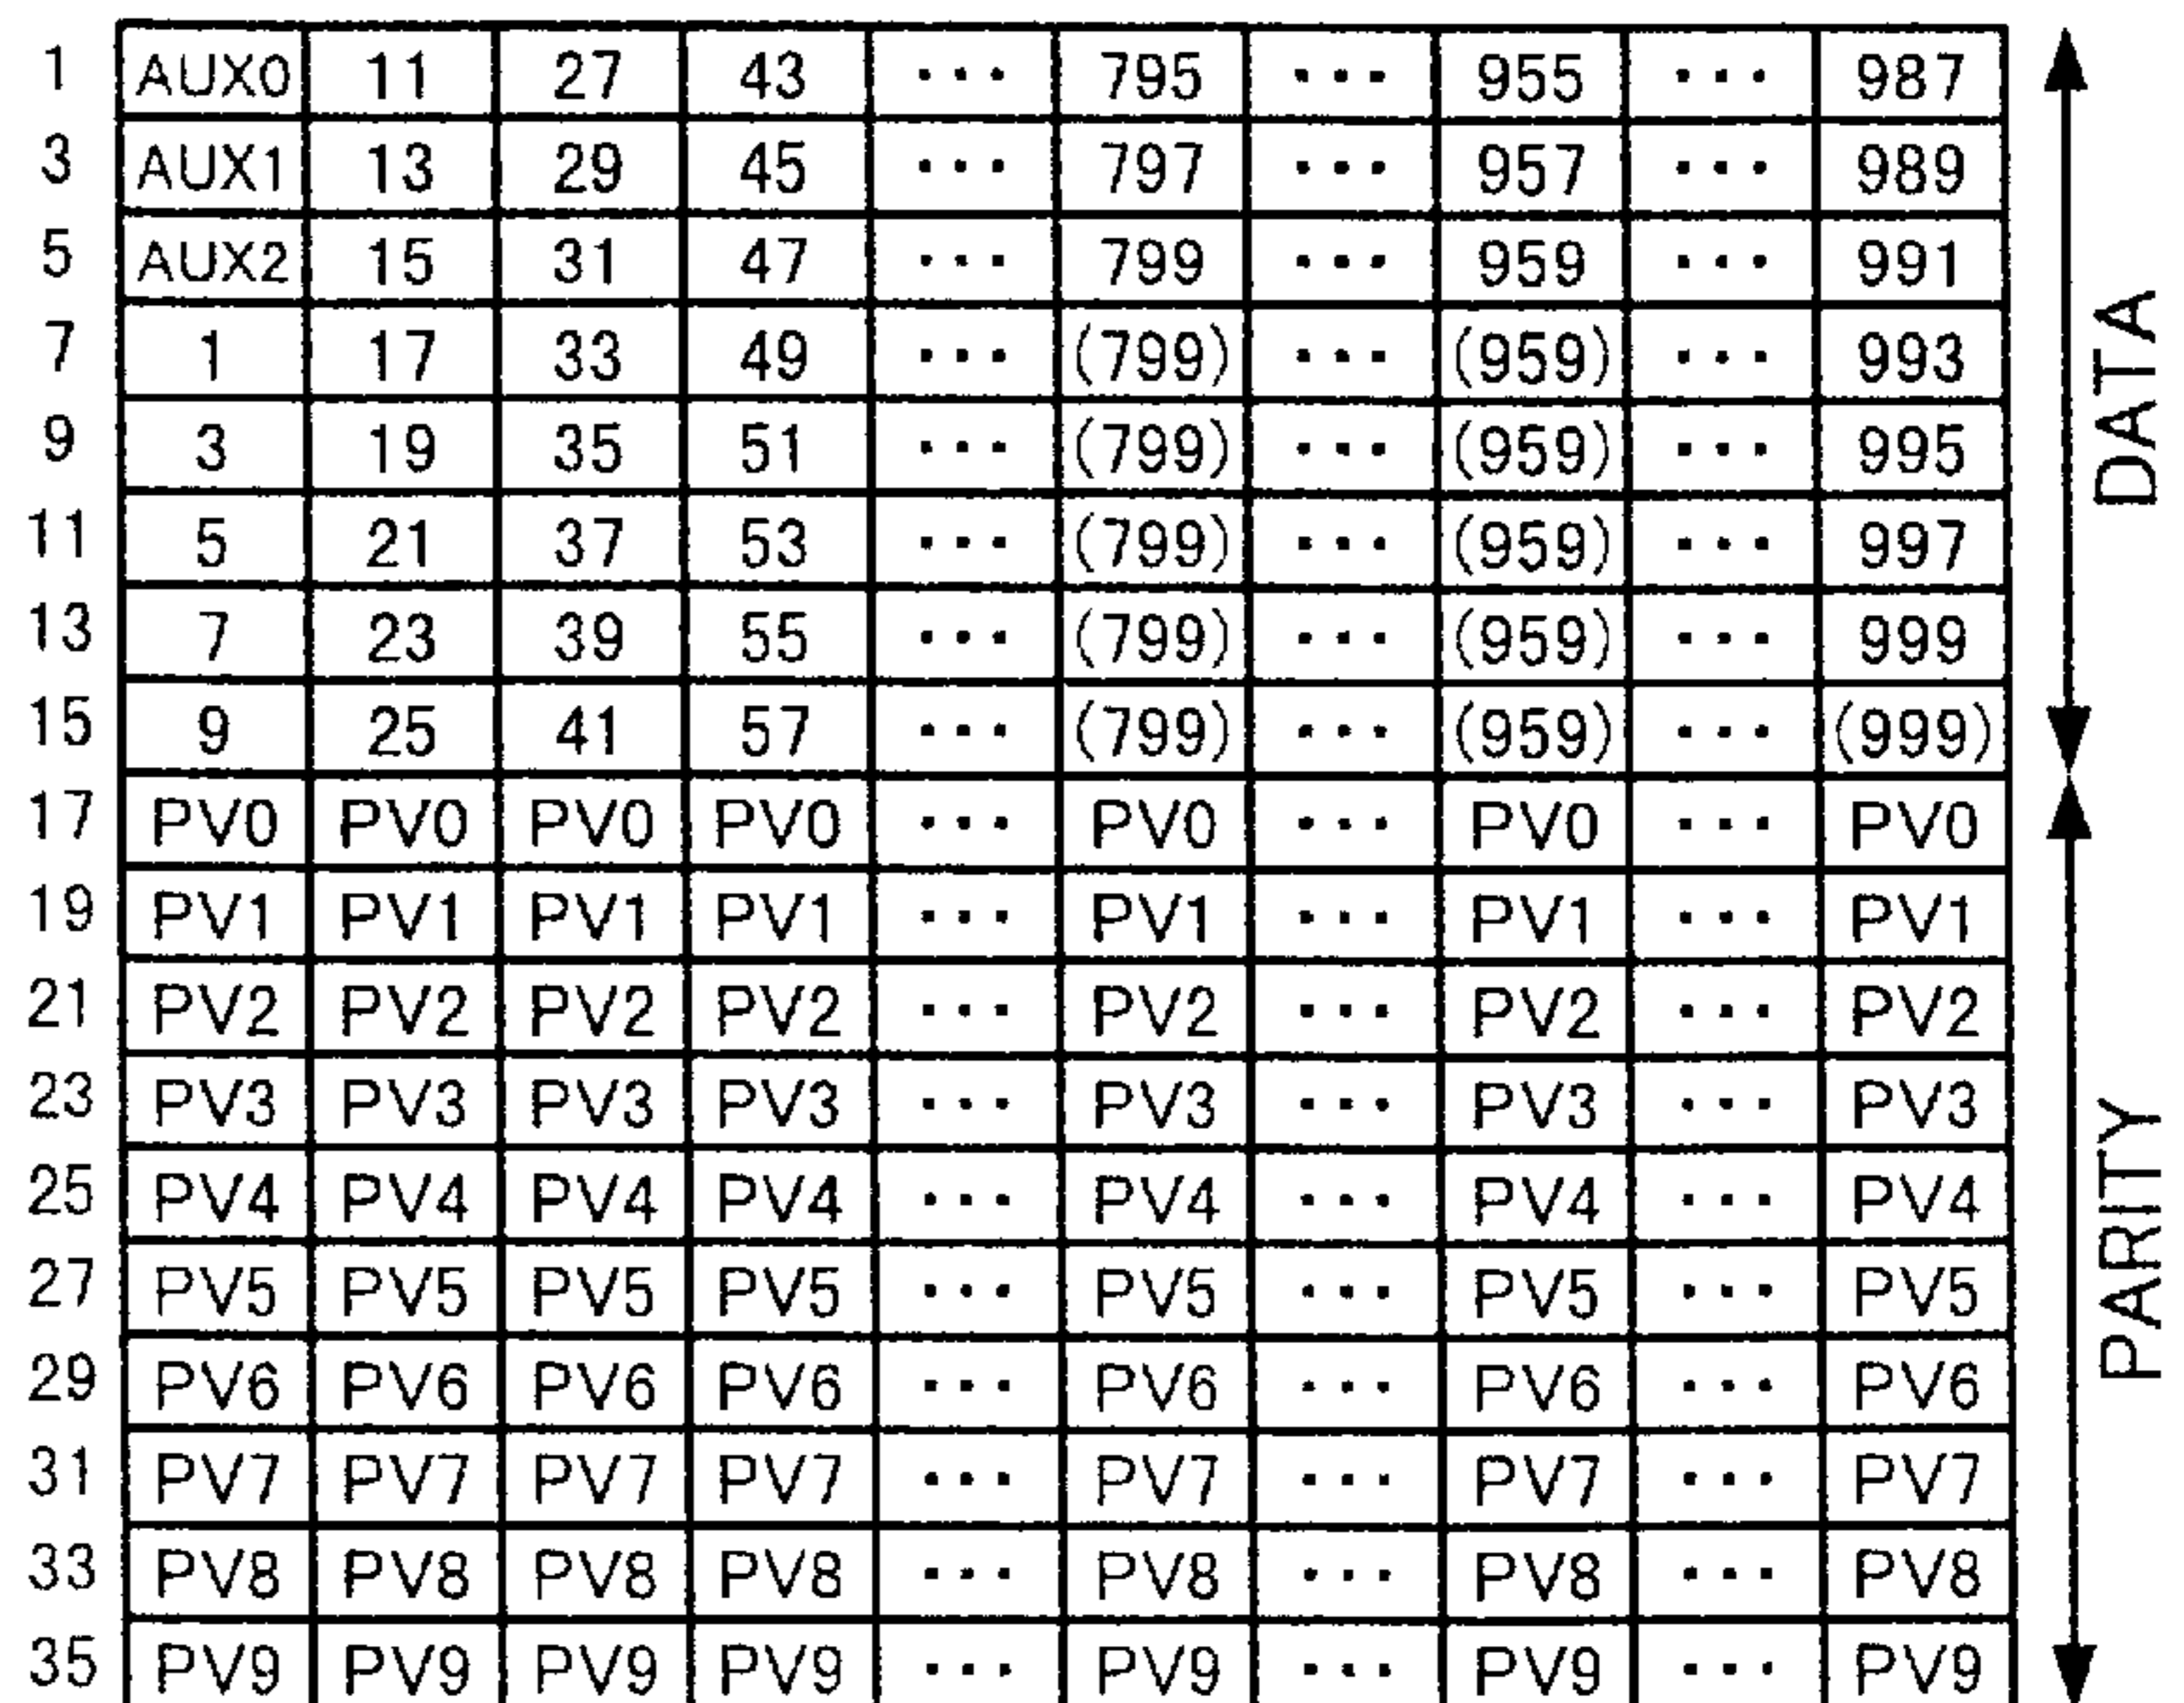 1 AUX0 11 27 43 ... 795 ... 955 ... 987
3 AUX1 13 29 45 ... 797 ... 957 ... 989
5 AUX2 15 31 47 ... 799 ... 959 ... 991
7 1 17 33 49 ... (799) ... (959) ... 993
9 3 19 35 51 ... (799) ... (959) ... 995
11 5 21 37 53 ... (799) ... (959) ... 997
13 7 23 39 55 ... (799) ... (959) ... 999
15 9 25 41 57 ... (799) ... (959) ... (999)
17 PV0 PV0 PV0 PV0 ... PV0 ... PV0 ... PV0
19 PV1 PV1 PV1 PV1 ... PV1 ... PV1 ... PV1
21 PV2 PV2 PV2 PV2 ... PV2 ... PV2 ... PV2
23 PV3 PV3 PV3 PV3 ... PV3 ... PV3 ... PV3
25 PV4 PV4 PV4 PV4 ... PV4 ... PV4 ... PV4
27 PV5 PV5 PV5 PV5 ... PV5 ... PV5 ... PV5
29 PV6 PV6 PV6 PV6 ... PV6 ... PV6 ... PV6
31 PV7 PV7 PV7 PV7 ... PV7 ... PV7 ... PV7
33 PV8 PV8 PV8 PV8 ... PV8 ... PV8 ... PV8
35 PV9 PV9 PV9 PV9 ... PV9 ... PV9 ... PV9
DATA
PARITY